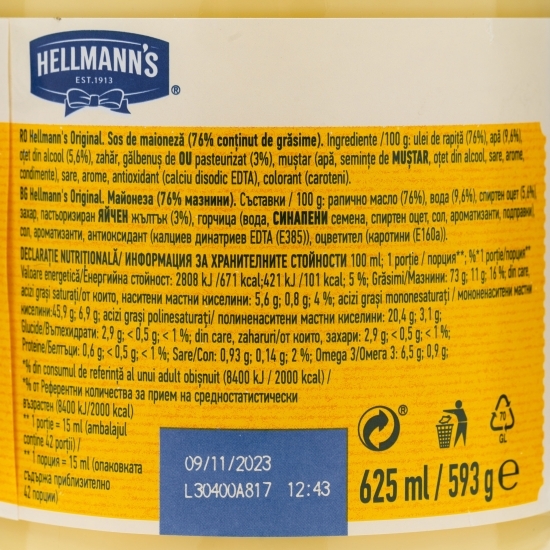 HELLMANN'S
EST.1913
®
RO Hellmann's Original. Sos de maioneză (76% conținut de grăsime). Ingrediente /100 g: ulei de rapiță (76%), apă (9,6%),
oțet din alcool (5,6%), zahăr, gălbenuș de OU pasteurizat (3%), muștar (apă, semințe de MUȘTAR, oțet din alcool, sare, arome,
condimente), sare, arome, antioxidant (calciu disodic EDTA), colorant (caroteni).
BG Hellmann's Original. Майонеза (76% мазнини). Съставки / 100 g: рапично масло (76%), вода (9,6%), спиртен оцет (5,6%),
захар, пастьоризиран ЯЙЧЕН жълтък (3%), горчица (вода, СИНАПЕНИ семена, спиртен оцет, сол, ароматизанти, подправки),
сол, ароматизанти, антиоксидант (калциев динатриев EDTA (E385)), оцветител (каротини (E160a)).
DECLARAȚIE NUTRIȚIONALĂ/ ИНФОРМАЦИЯ ЗА ХРАНИТЕЛНИТЕ СТОЙНОСТИ 100 ml; 1 portie / порция**; %*1 portie/порция**
Valoare energetică/Енергийна стойност: 2808 kJ /671 kcal;421 kJ /101 kcal; 5 %; Grăsimi/Мазнини: 73 g; 11 g; 16 %; din care,
acizi grași saturați/от които, наситени мастни киселини: 5,6 g; 0,8 g; 4 %; acizi grași mononesaturați / мононенаситени мастни
киселини:45,9 g; 6,9 g; acizi grași polinesaturați/ полиненаситени мастни киселини: 20,4 g; 3,1 g;
Glucide/Въглехидрати: 2,9 g; < 0,5 g; < 1 %; din care, zaharuri/от които, захари: 2,9 g; < 0,5 g; < 1 %;
Proteine/Белтъци: 0,6 g; < 0,5 g; < 1 %; Sare/Сол: 0,93 g; 0,14 g; 2 %; Omega 3/Омега 3: 6,5 g; 0,9 g;
*% din consumul de referință al unui adult obișnuit (8400 kJ / 2000 kcal) /
*% от Референтни количества за прием на средностатистически
възрастен (8400 kJ/2000 kcal)
** 1 porție = 15 ml (ambalajul
conține 42 porții) /
** 1 порция = 15 ml (опаковката
съдържа приблизително
42 порции)
09/11/2023
L30400A817 12:43
®
70
GL
625 ml / 593 g e